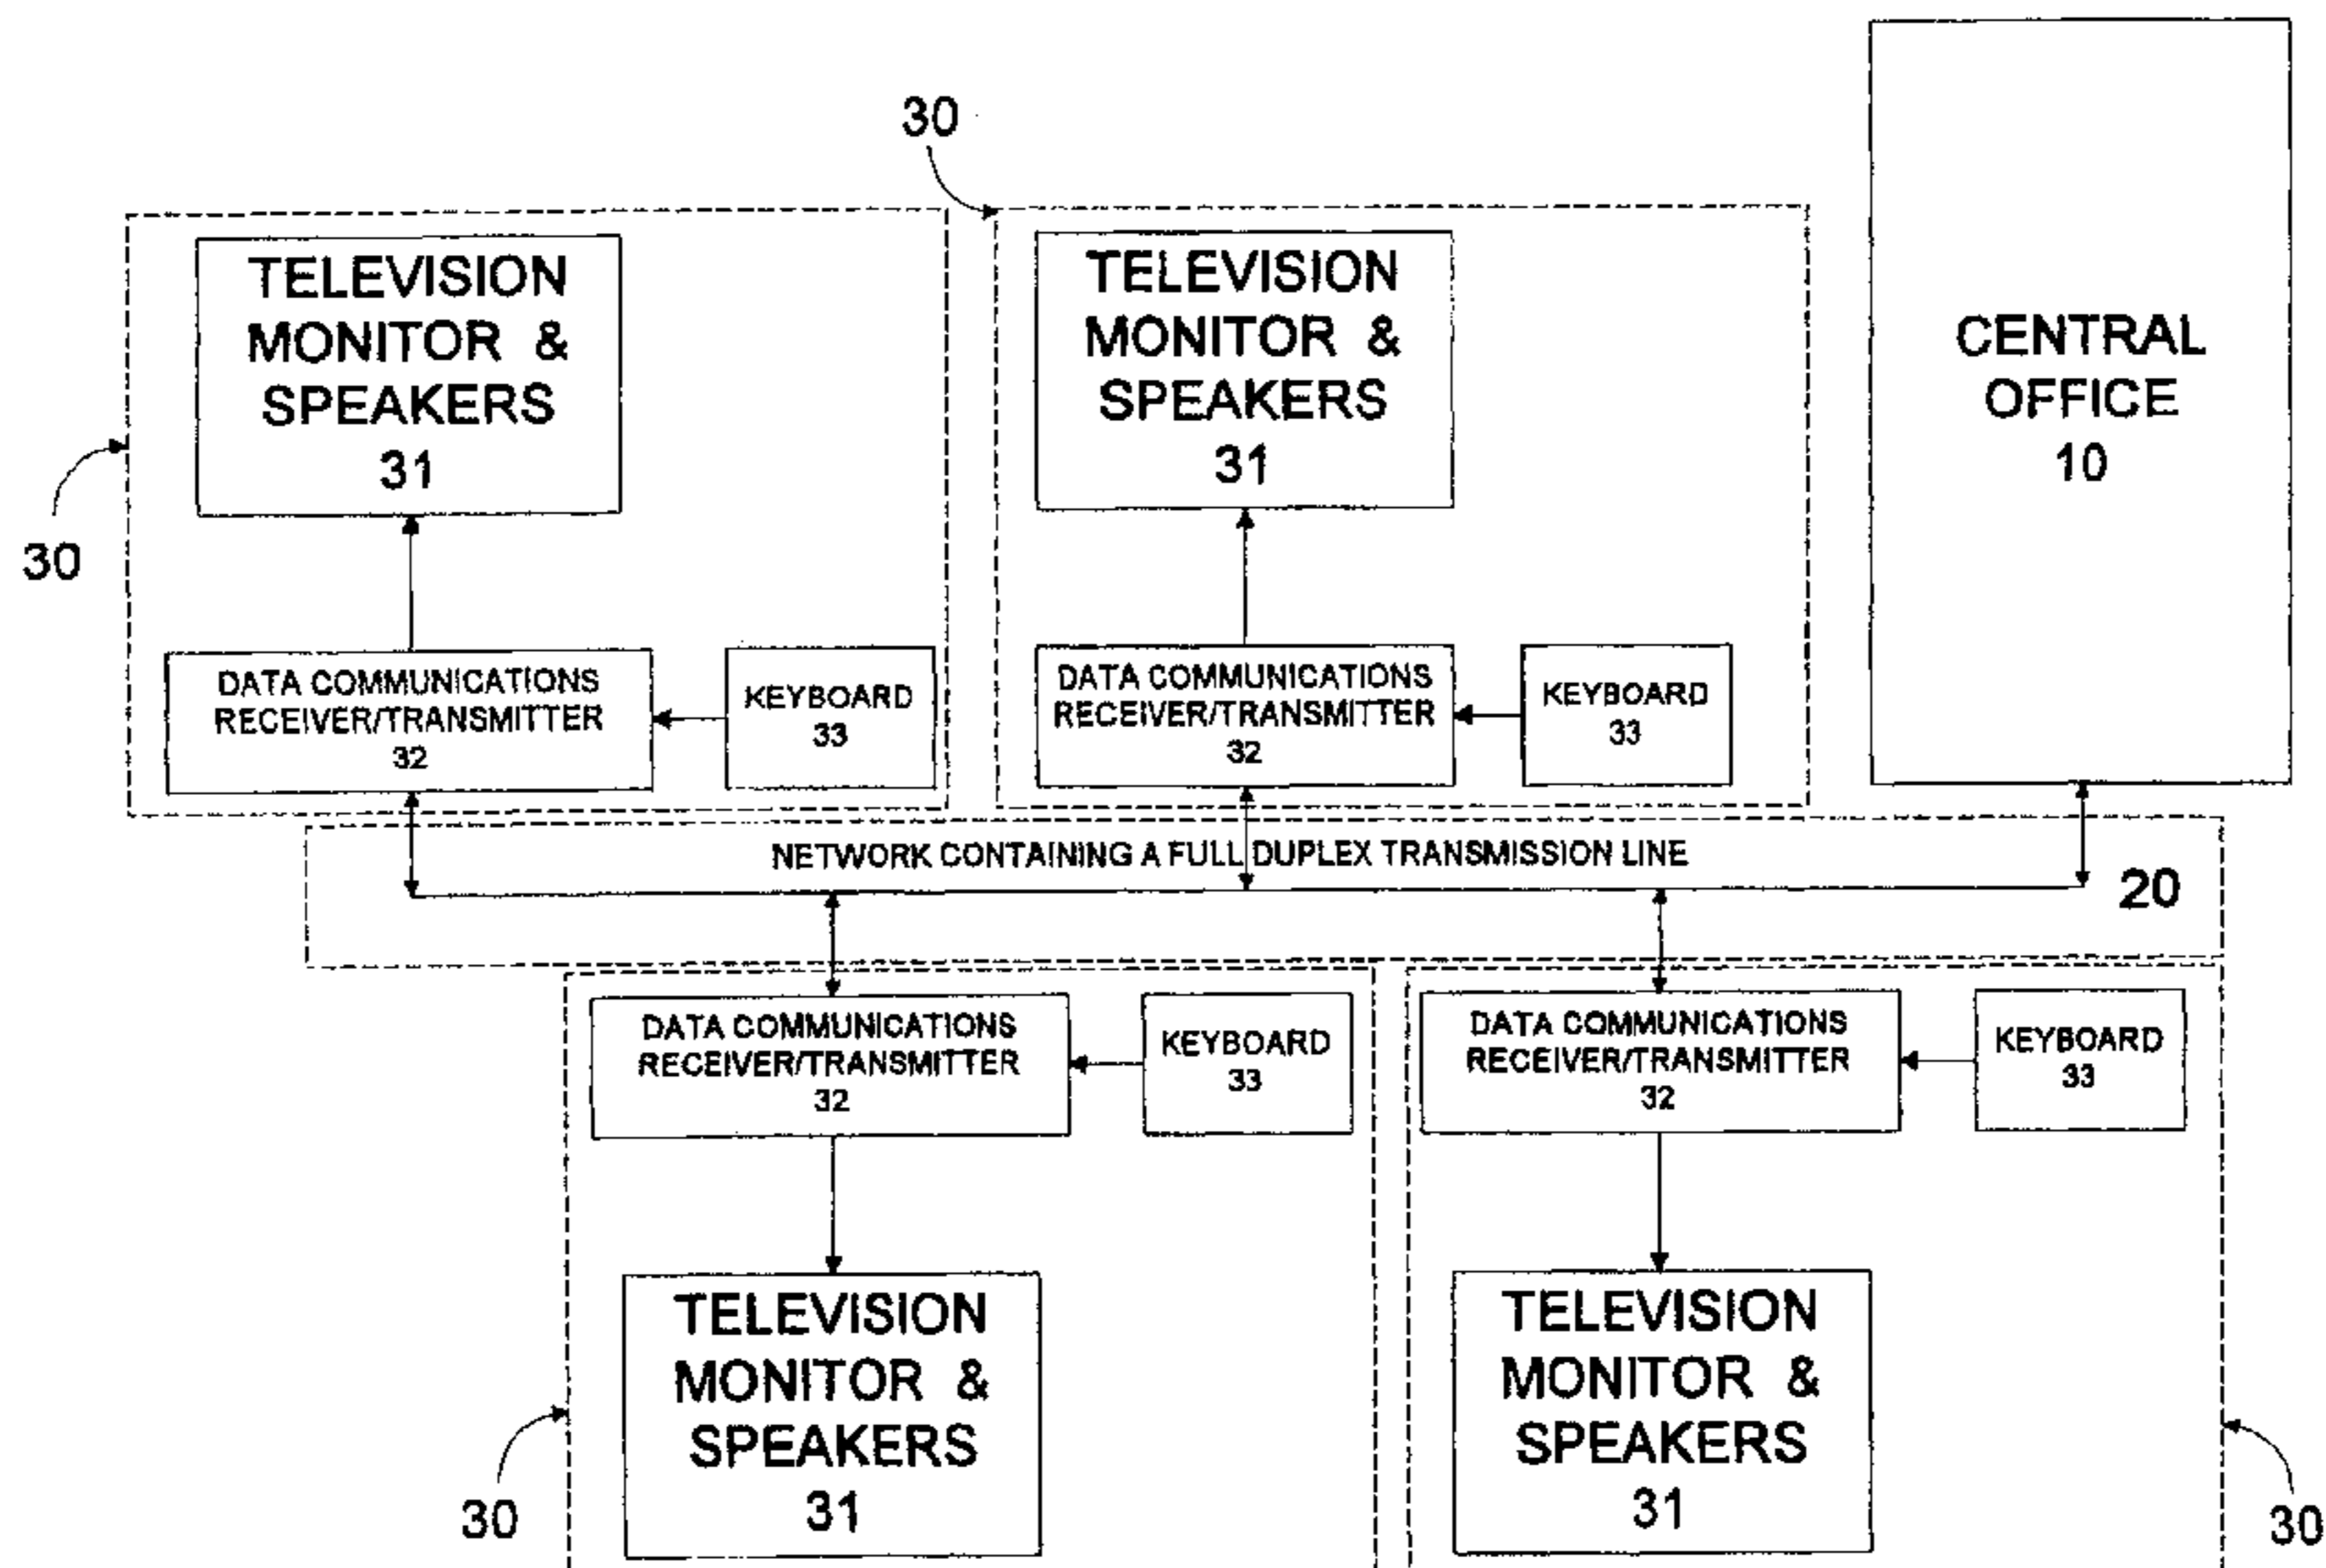 30
TELEVISION
MONITOR &
SPEAKERS
31
30
TELEVISION
MONITOR &
SPEAKERS
31
CENTRAL
OFFICE
10
DATA COMMUNICATIONS
RECEIVER/TRANSMITTER
32
KEYBOARD
33
DATA COMMUNICATIONS
RECEIVER/TRANSMITTER
32
KEYBOARD
33
NETWORK CONTAINING A FULL DUPLEX TRANSMISSION LINE
20
DATA COMMUNICATIONS
RECEIVER/TRANSMITTER
32
KEYBOARD
33
DATA COMMUNICATIONS
RECEIVER/TRANSMITTER
32
KEYBOARD
33
30
TELEVISION
MONITOR &
SPEAKERS
31
TELEVISION
MONITOR &
SPEAKERS
31
30